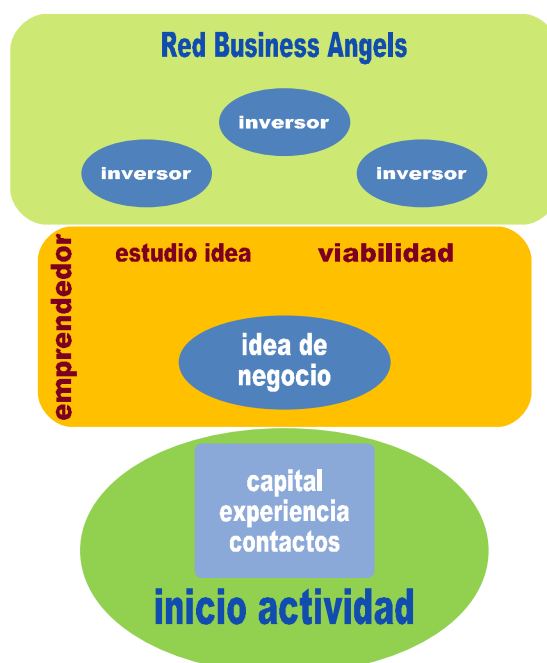 Red Business Angels
inversor
inversor
inversor
emprendedor
estudio idea
viabilidad
idea de
negocio
capital
experiencia
contactos
inicio actividad